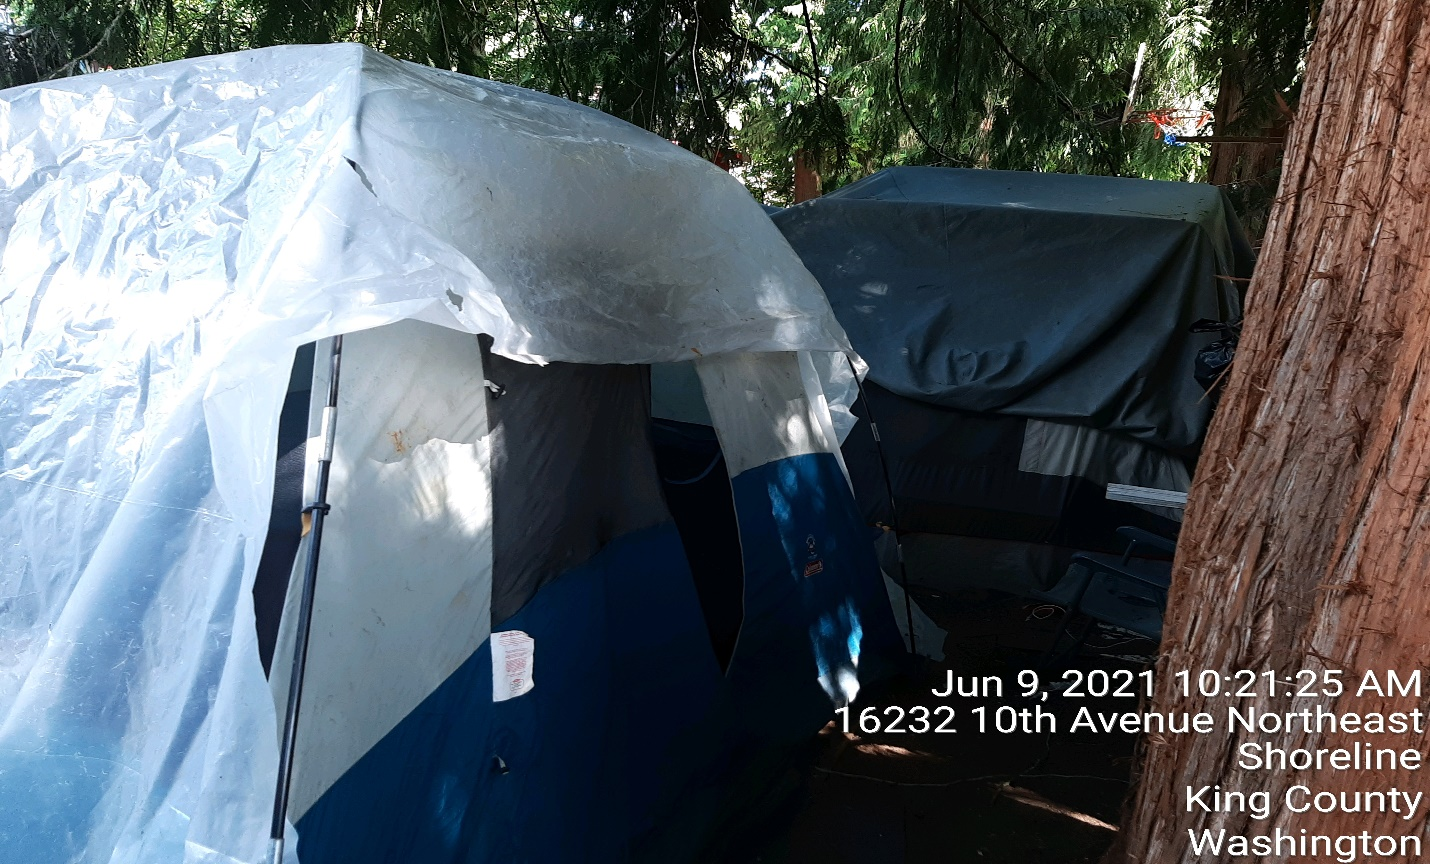 Jun 9, 2021 10:21:25 AM
16232 10th Avenue Northeast
Shoreline
King County
Washington